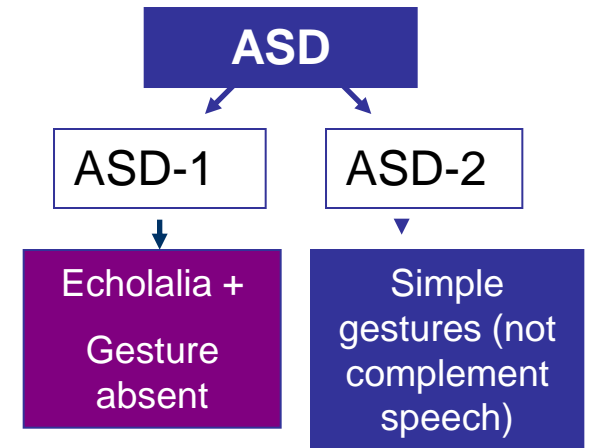 ASD
ASD-1
ASD-2
Echolalia +
Gesture
absent
Simple
gestures (not
complement
speech)